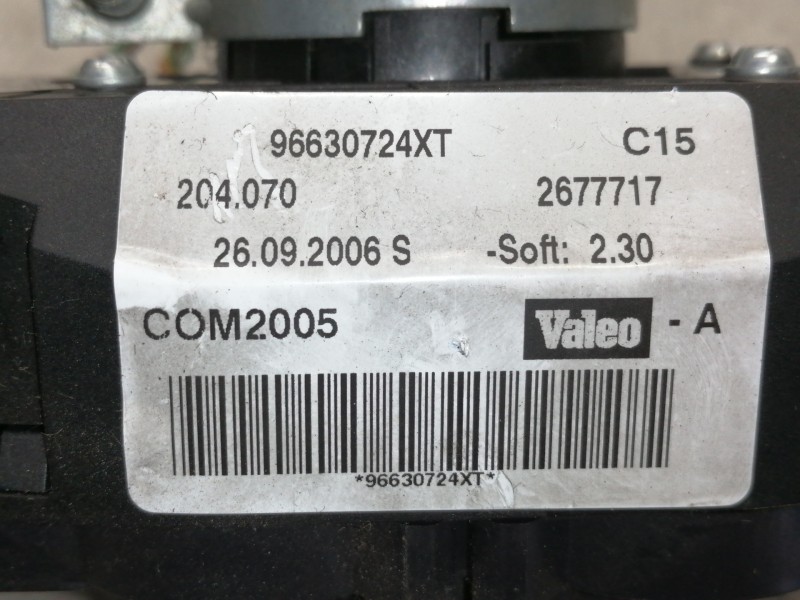 96630724XT C15
204.070 2677717
26.09.2006 S -Soft: 2.30
COM2005 Valeo - A
*96630724XT*